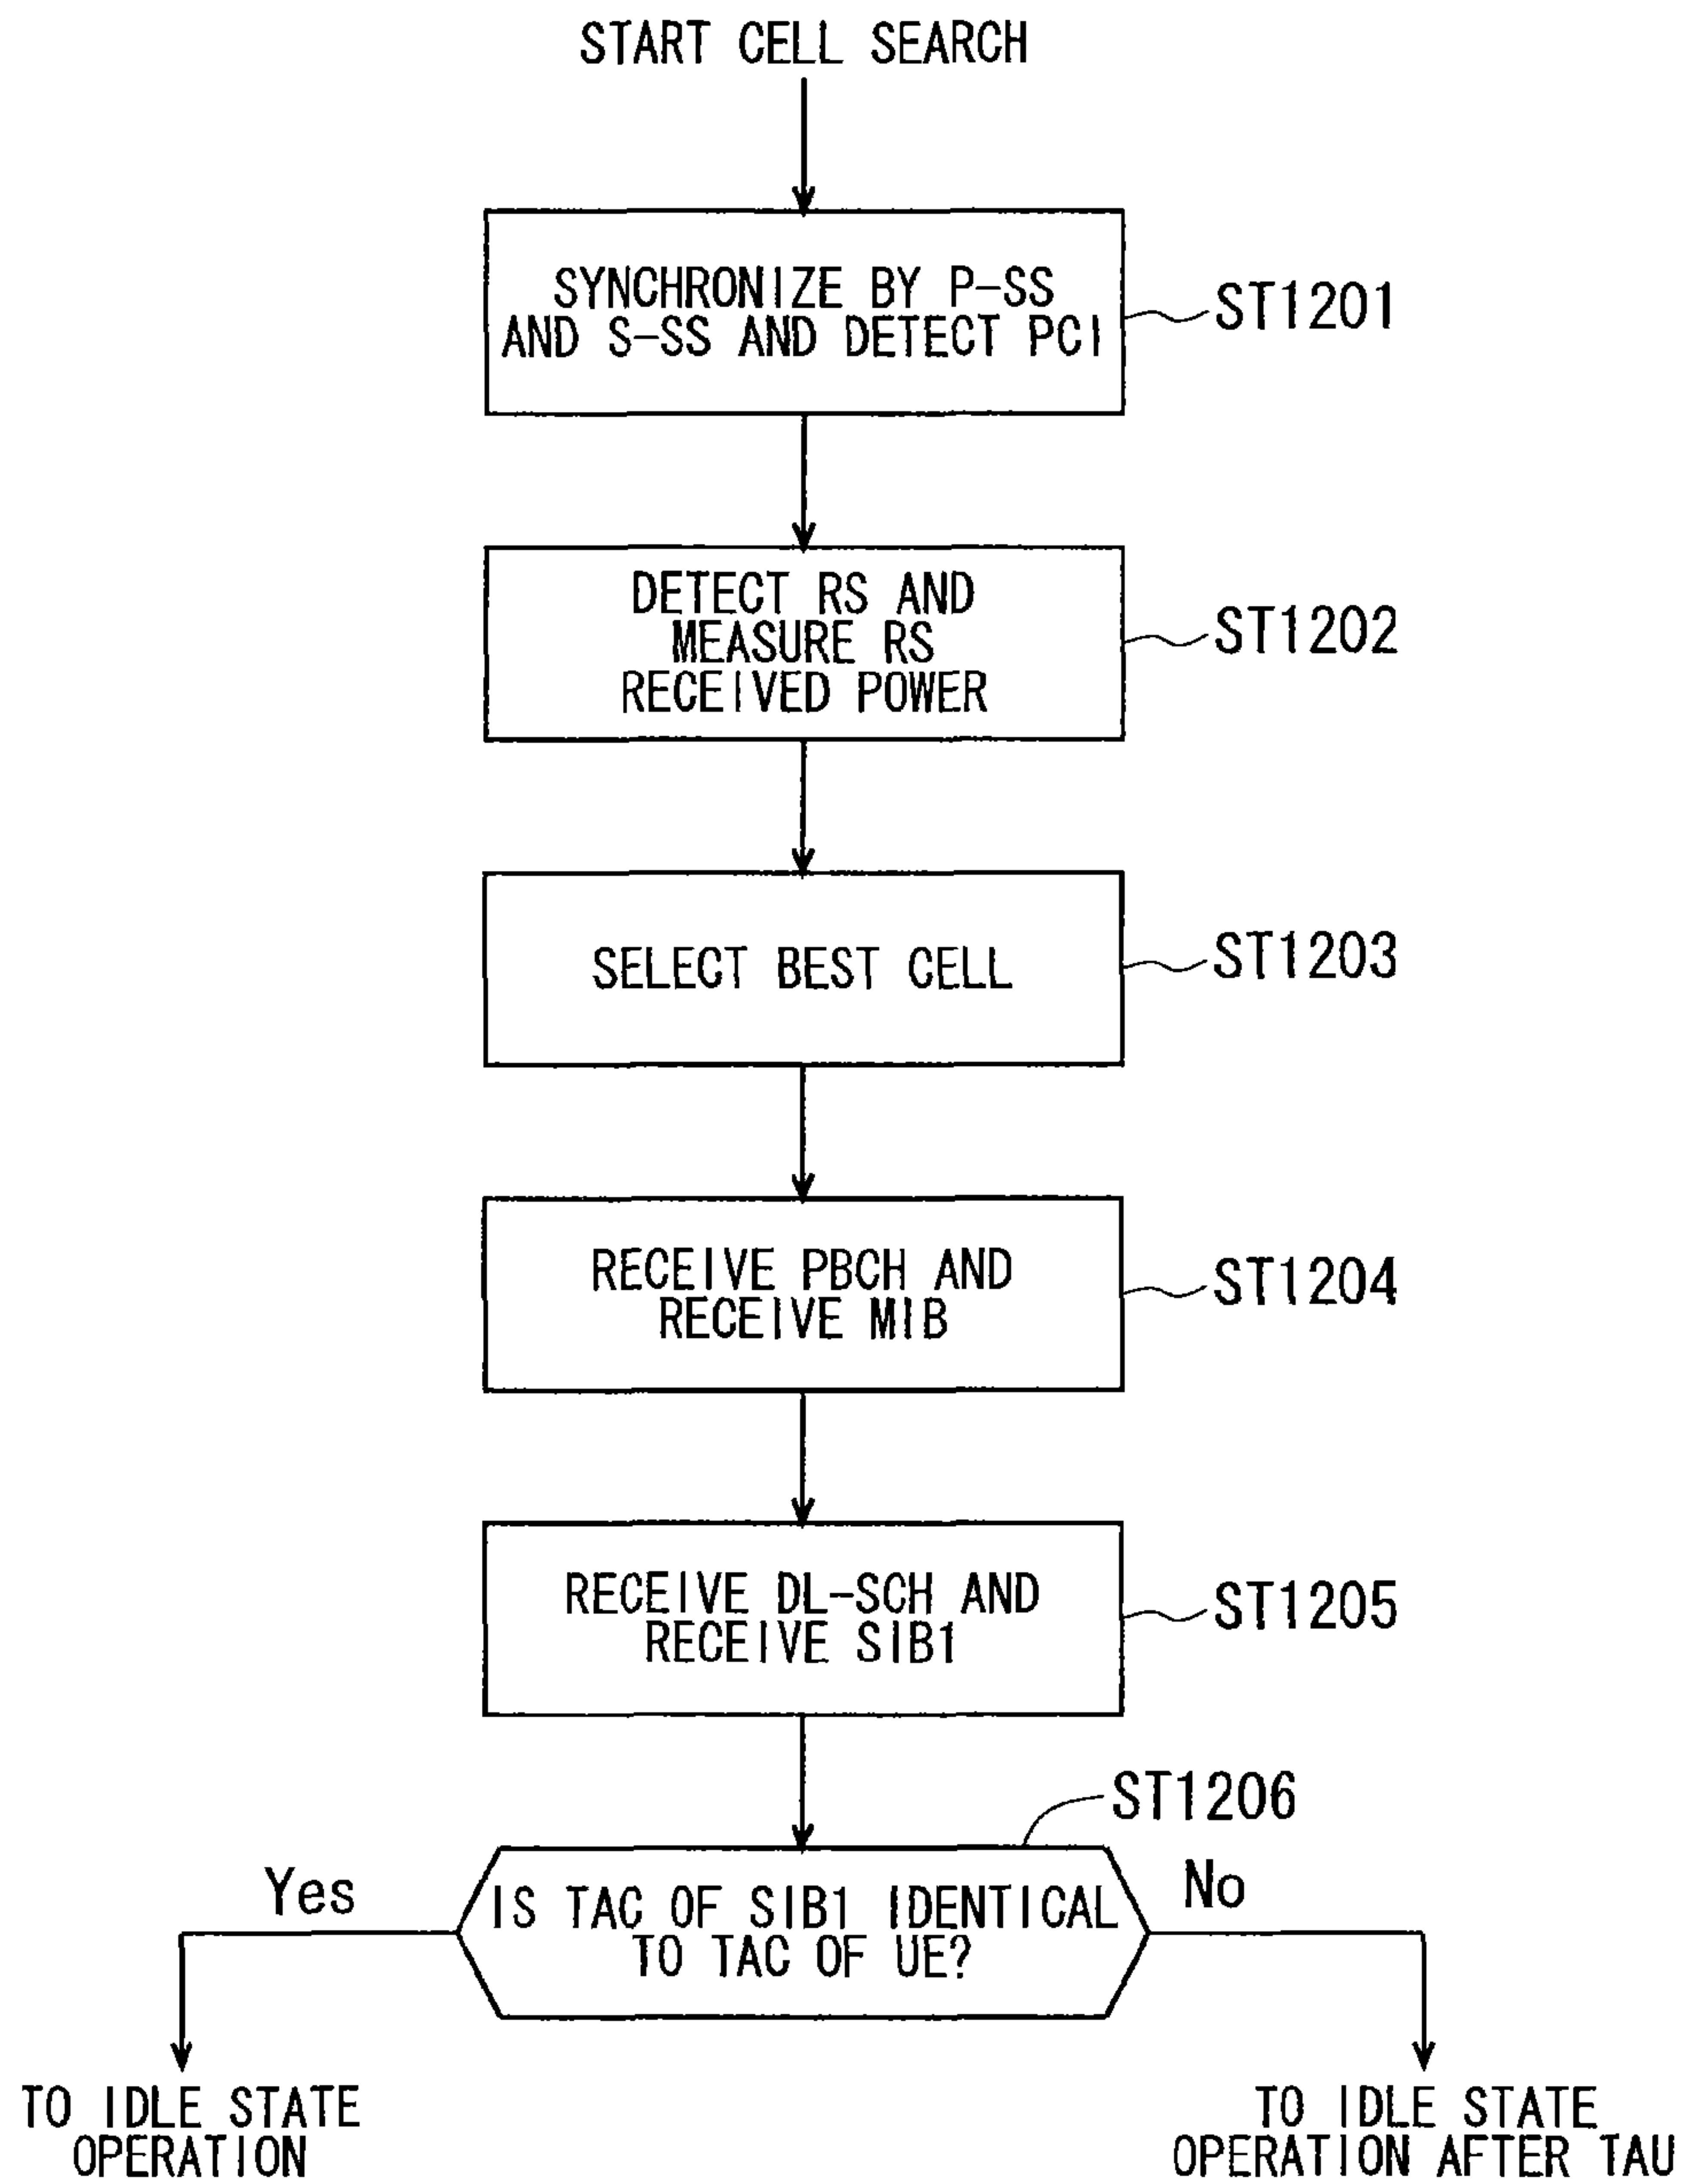 START CELL SEARCH
SYNCHRONIZE BY P-SS
AND S-SS AND DETECT PCI
ST1201
DETECT RS AND
MEASURE RS
RECEIVED POWER
ST1202
SELECT BEST CELL
ST1203
RECEIVE PBCH AND
RECEIVE MIB
ST1204
RECEIVE DL-SCH AND
RECEIVE SIB1
ST1205
ST1206
Yes
IS TAC OF SIB1 IDENTICAL
TO TAC OF UE?
No
TO IDLE STATE
OPERATION
TO IDLE STATE
OPERATION AFTER TAU